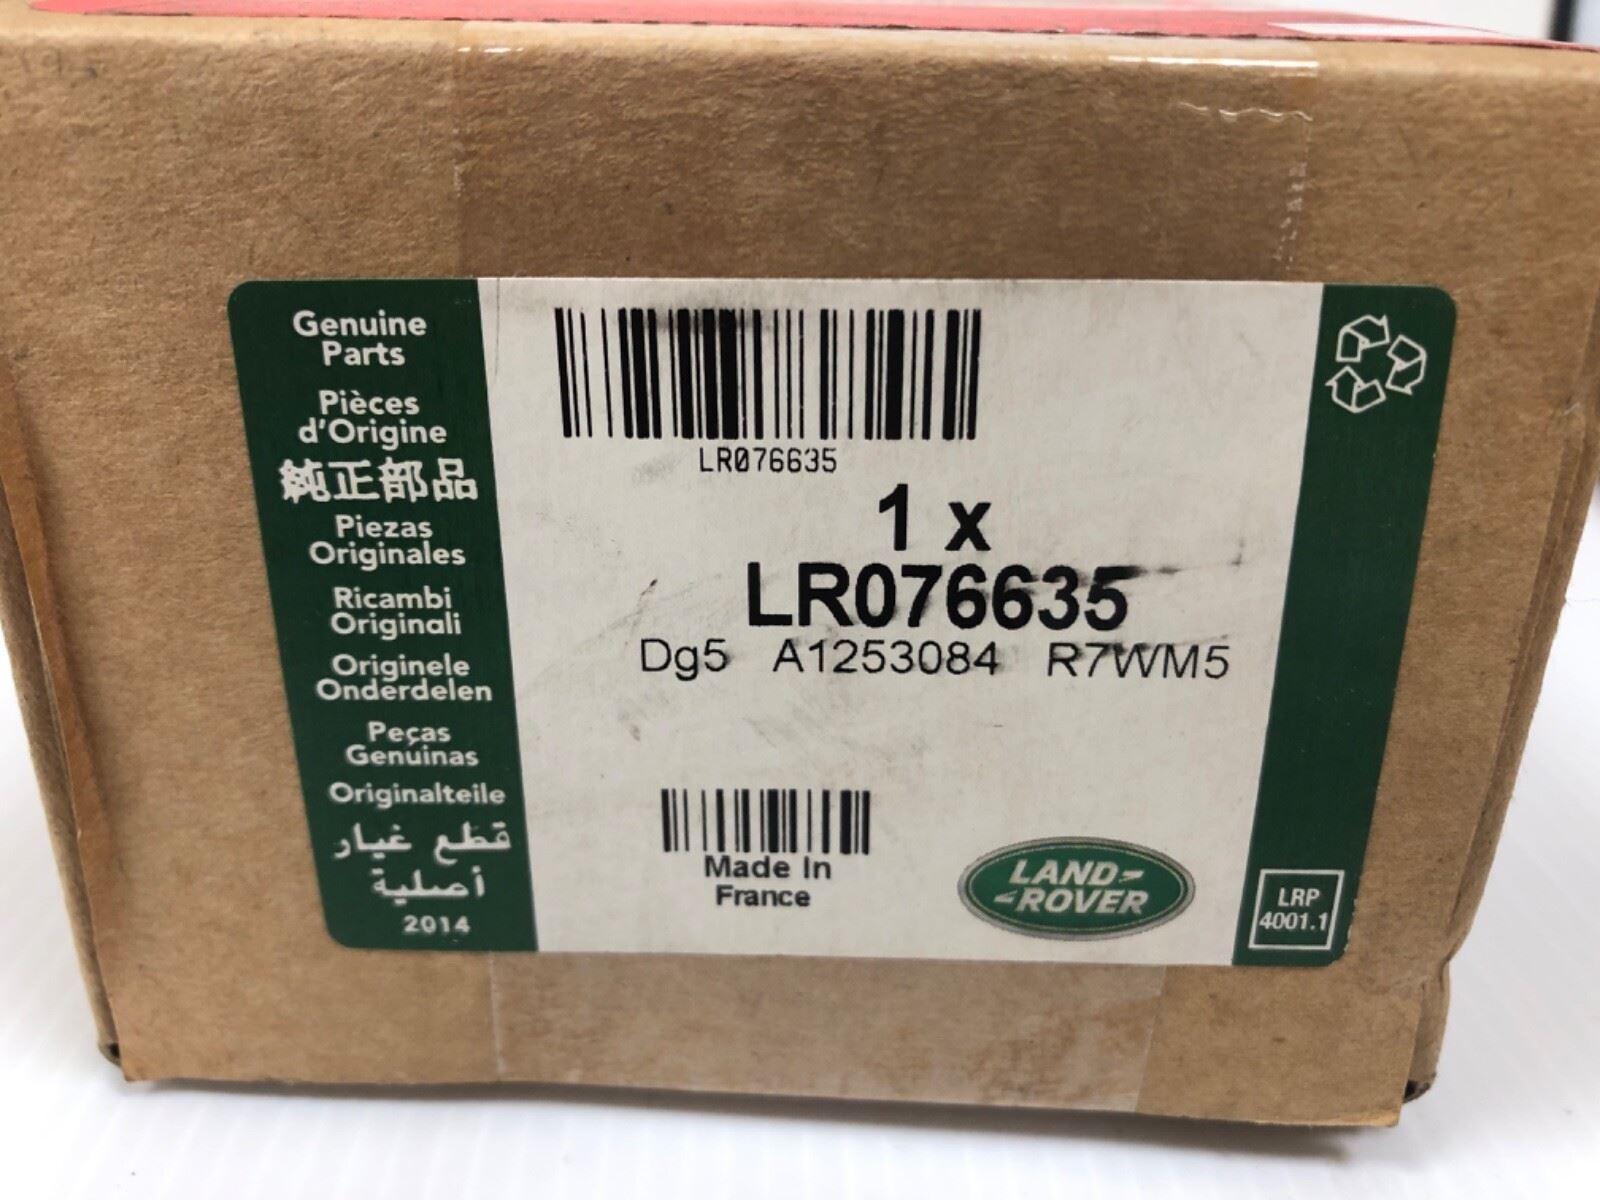 Genuine
Parts
Pièces
d'Origine
純正部品
Piezas
Originales
Ricambi
Originali
Originele
Onderdelen
Peças
Genuinas
Originalteile
قطع غيار
أصلية
2014
LR076635
1 x
LR076635
Dg5 A1253084 R7WM5
Made In
France
LAND
ROVER
LRP
4001.1